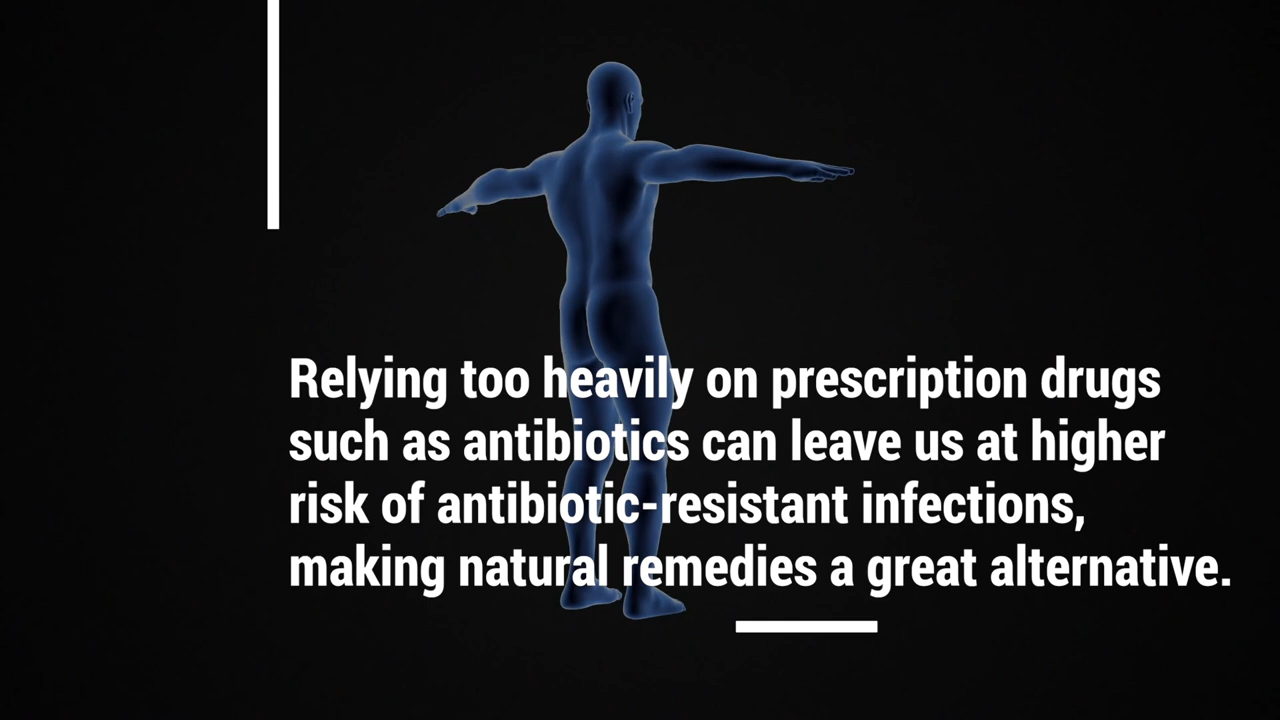 Relying too heavily on prescription drugs
such as antibiotics can leave us at higher
risk of antibiotic-resistant infections,
making natural remedies a great alternative.